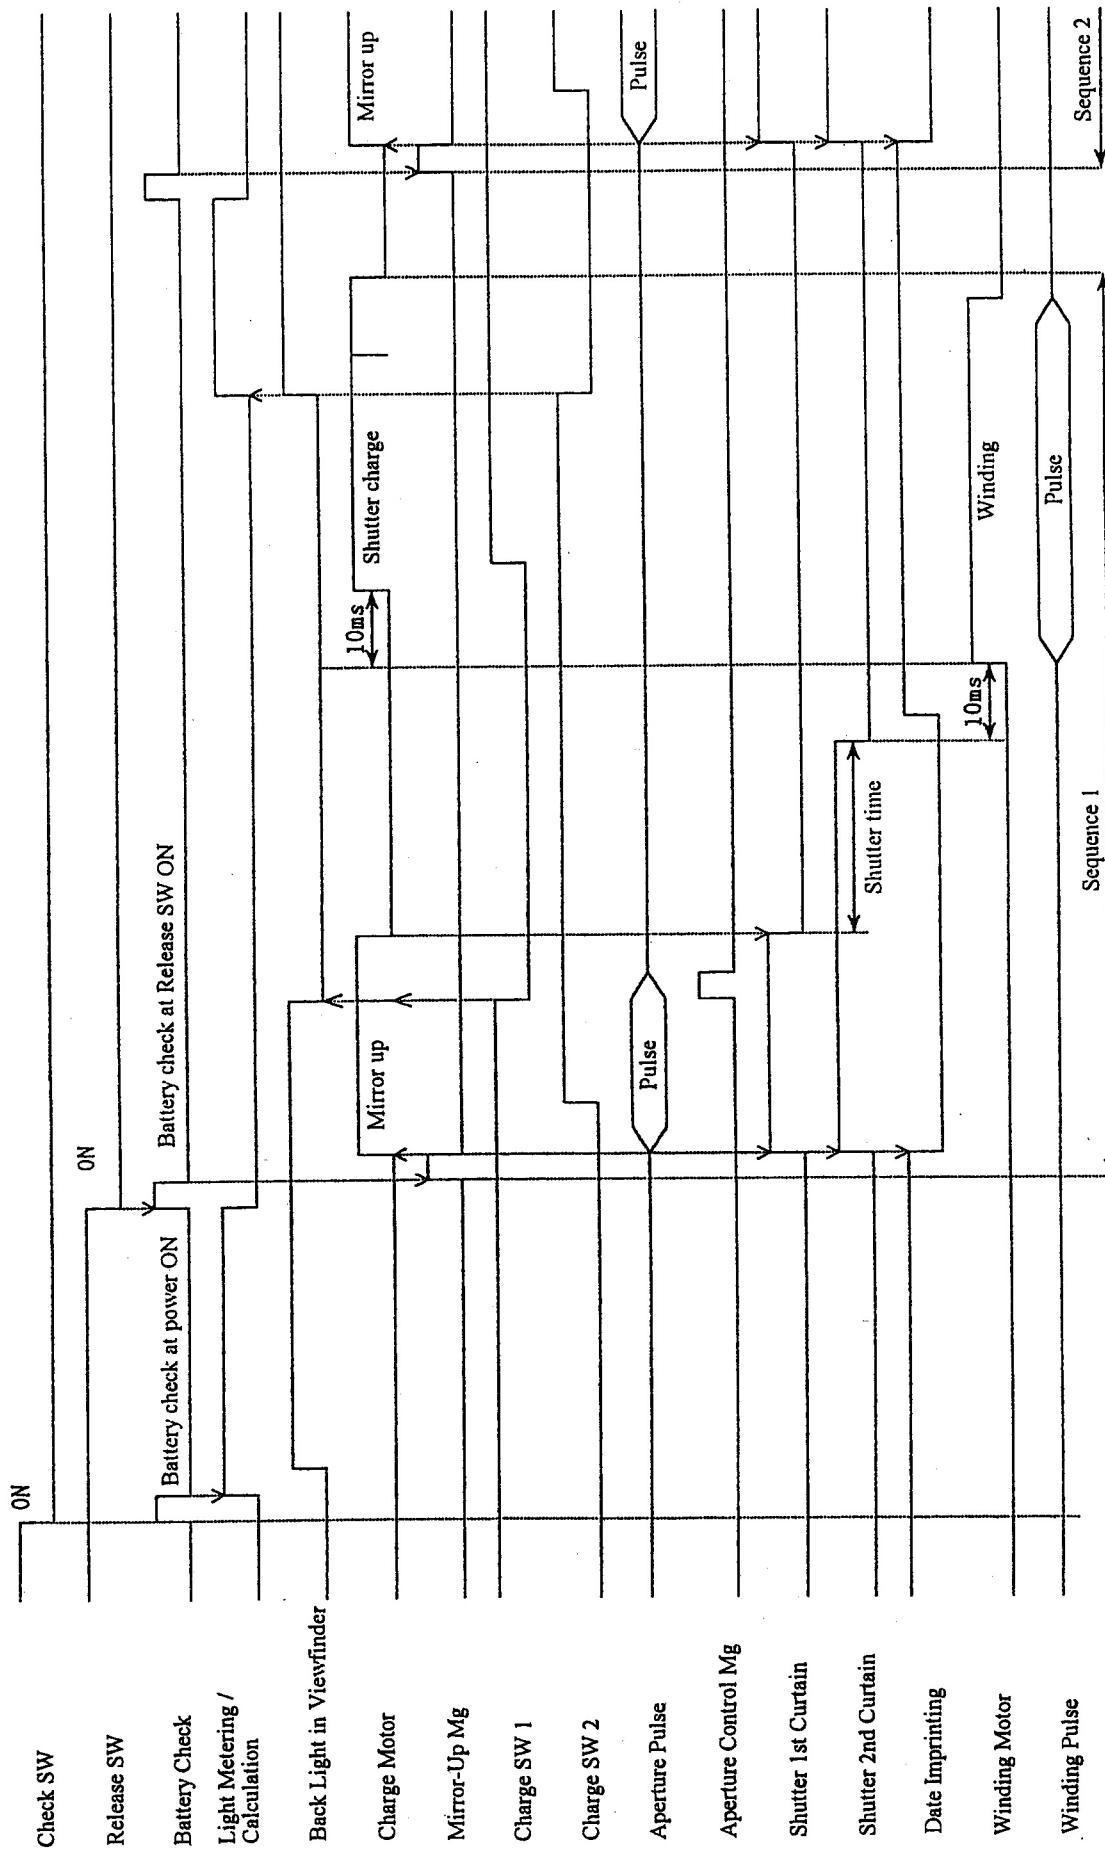 Check SW
Release SW
Battery Check
Light Metering /
Calculation
Back Light in Viewfinder
Charge Motor
Mirror-Up Mg
Charge SW 1
Charge SW 2
Aperture Pulse
Aperture Control Mg
Shutter 1st Curtain
Shutter 2nd Curtain
Date Imprinting
Winding Motor
Winding Pulse
ON
ON
Battery check at power ON
Battery check at Release SW ON
Mirror up
10ms
Shutter charge
Mirror up
Pulse
Pulse
Shutter time
10ms
Winding
Pulse
Sequence 1
Sequence 2